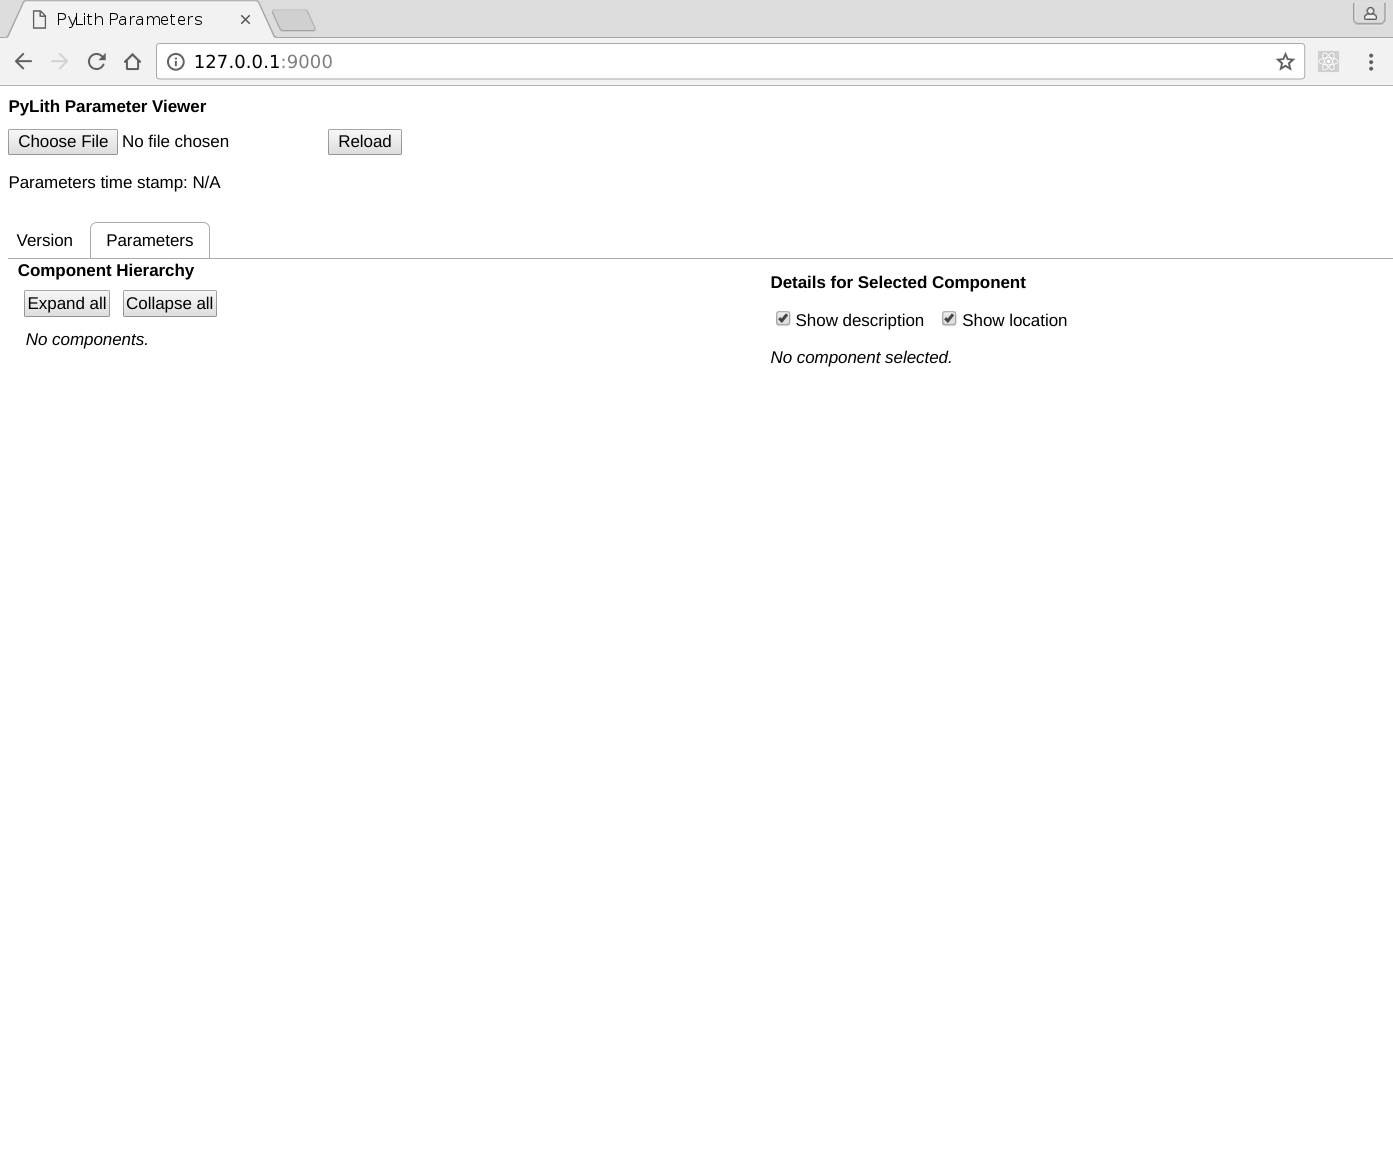 PyLith Parameters
127.0.0.1:9000
PyLith Parameter Viewer
Choose File No file chosen Reload
Parameters time stamp: N/A
Version Parameters
Component Hierarchy
Expand all Collapse all
No components.
Details for Selected Component
Show description Show location
No component selected.